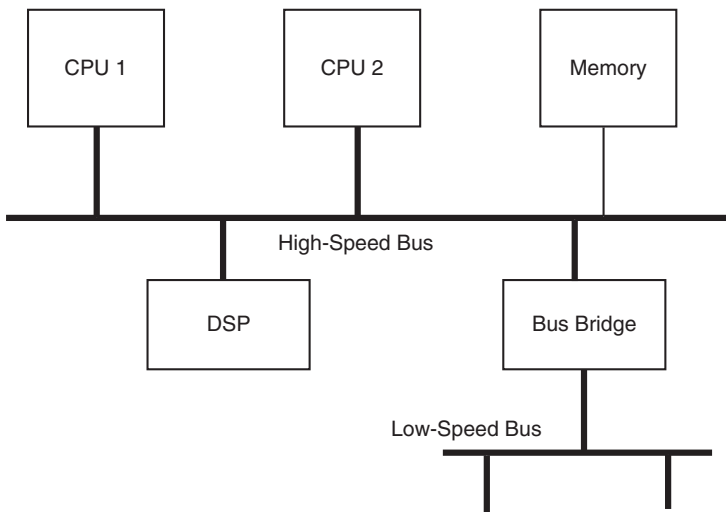 CPU 1
CPU 2
Memory
High-Speed Bus
DSP
Bus Bridge
Low-Speed Bus